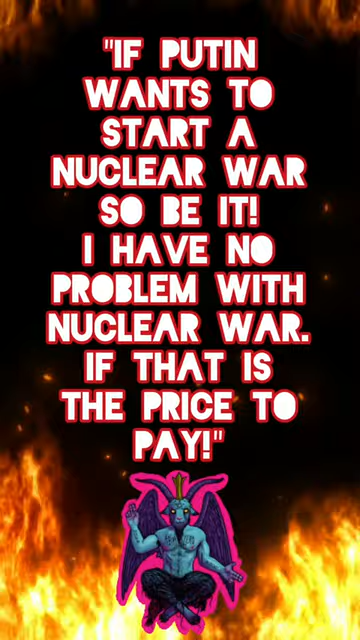 "IF PUTIN
WANTS TO
START A
NUCLEAR WAR
SO BE IT!
I HAVE NO
PROBLEM WITH
NUCLEAR WAR.
IF THAT IS
THE PRICE TO
PAY!"